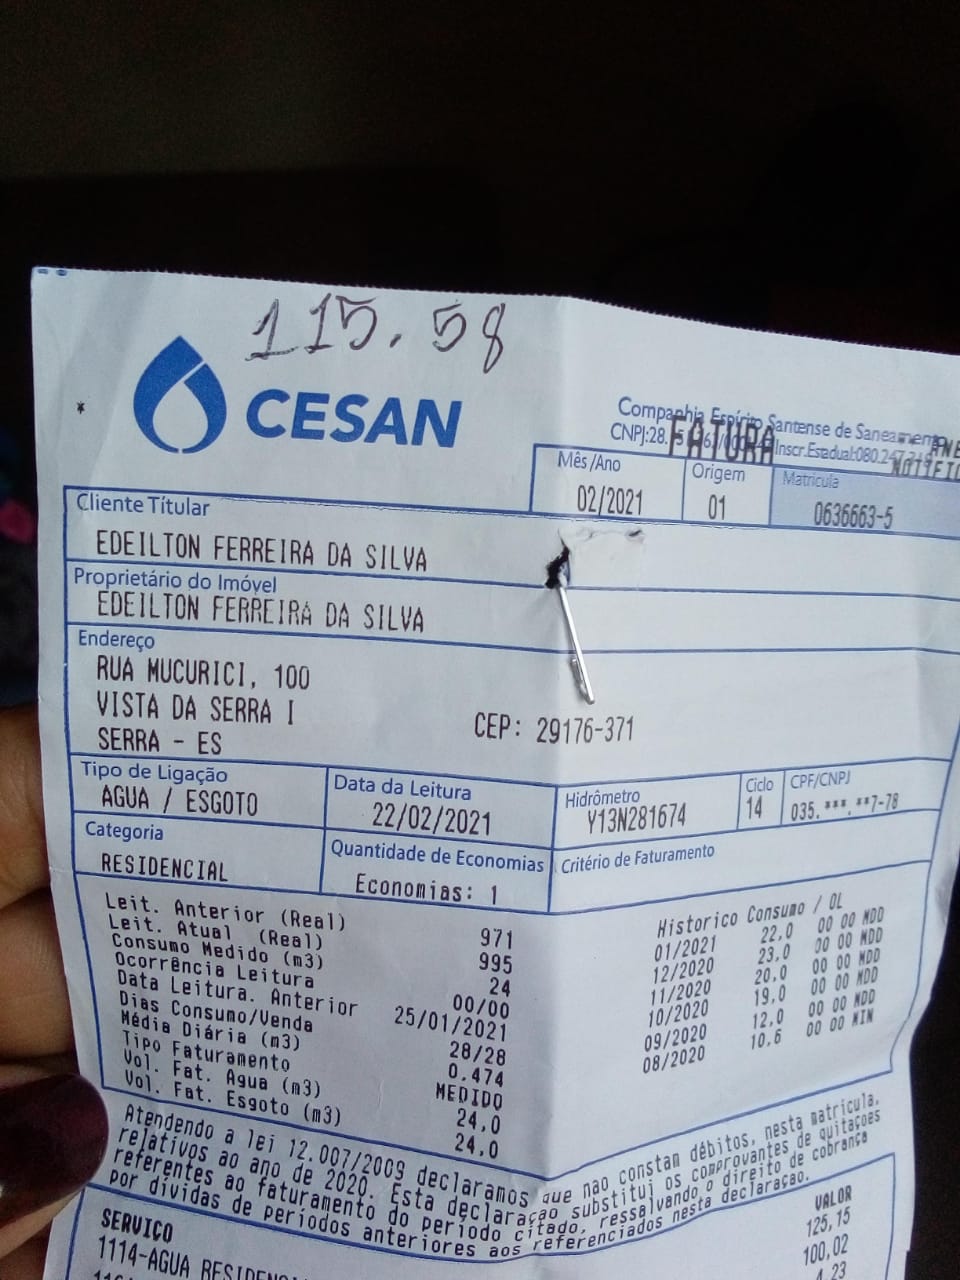 115.58
CESAN
Companhia Espírito Santense de Saneamento
FATURA
Mês/Ano
02/2021
Origem
01
Matrícula
0636663-5
Cliente Títular
EDEILTON FERREIRA DA SILVA
Proprietário do Imóvel
EDEILTON FERREIRA DA SILVA
Endereço
RUA MUCURICI, 100
VISTA DA SERRA I
CEP: 29176-371
SERRA - ES
Tipo de Ligação
AGUA / ESGOTO
Data da Leitura
22/02/2021
Hidrômetro
Y13N281674
Ciclo
14
CPF/CNPJ
035.***.**7-78
Categoria
RESIDENCIAL
Quantidade de Economias
Economias: 1
Critério de Faturamento
Leit. Anterior (Real) 971
Leit. Atual (Real) 995
Consumo Medido (m3) 24
Ocorrência Leitura 00/00
Data Leitura. Anterior 25/01/2021
Dias Consumo/Venda 28/28
Média Diária (m3) 0.474
Tipo Faturamento MEDIDO
Vol. Fat. Agua (m3) 24,0
Vol. Fat. Esgoto (m3) 24,0
Historico Consumo / OL
01/2021 22,0 00 00 MDD
12/2020 23,0 00 00 MDD
11/2020 20,0 00 00 MDD
10/2020 19,0 00 00 MDD
09/2020 12,0 00 00 MIN
08/2020 10.6
Atendendo a lei 12.007/2009 declaramos que não constam débitos, nesta matrícula,
relativos ao ano de 2020. Esta declaração substitui os comprovantes de quitações
referentes ao faturamento do período citado, ressalvando o direito de cobrança
por dívidas de períodos anteriores aos referenciados nesta declaração.
SERVICO VALOR
125,15
1114-AGUA 100,02
4,23